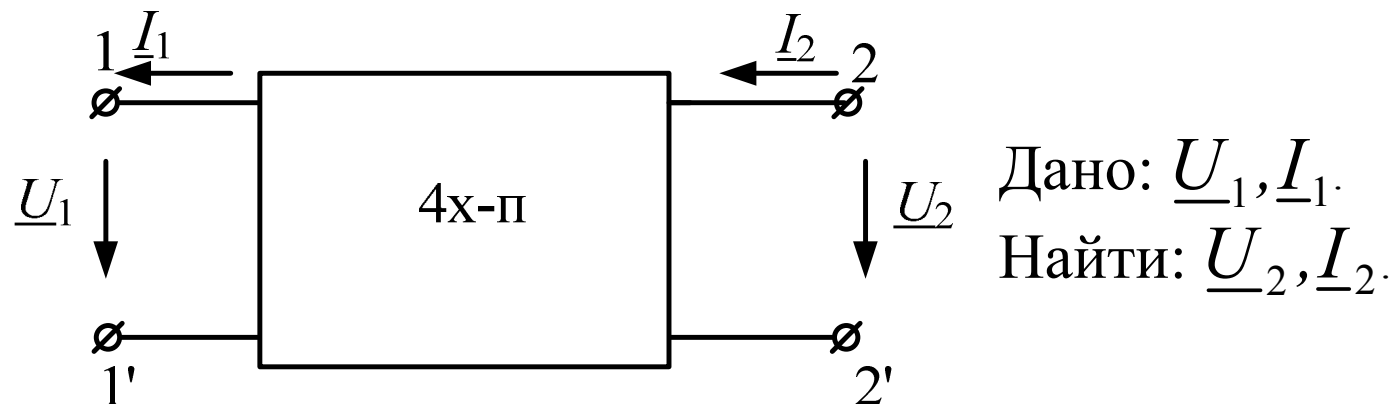 1 I1
I2 2
U1
4х-п
U2
Дано: U1, I1.
Найти: U2, I2.
1'
2'